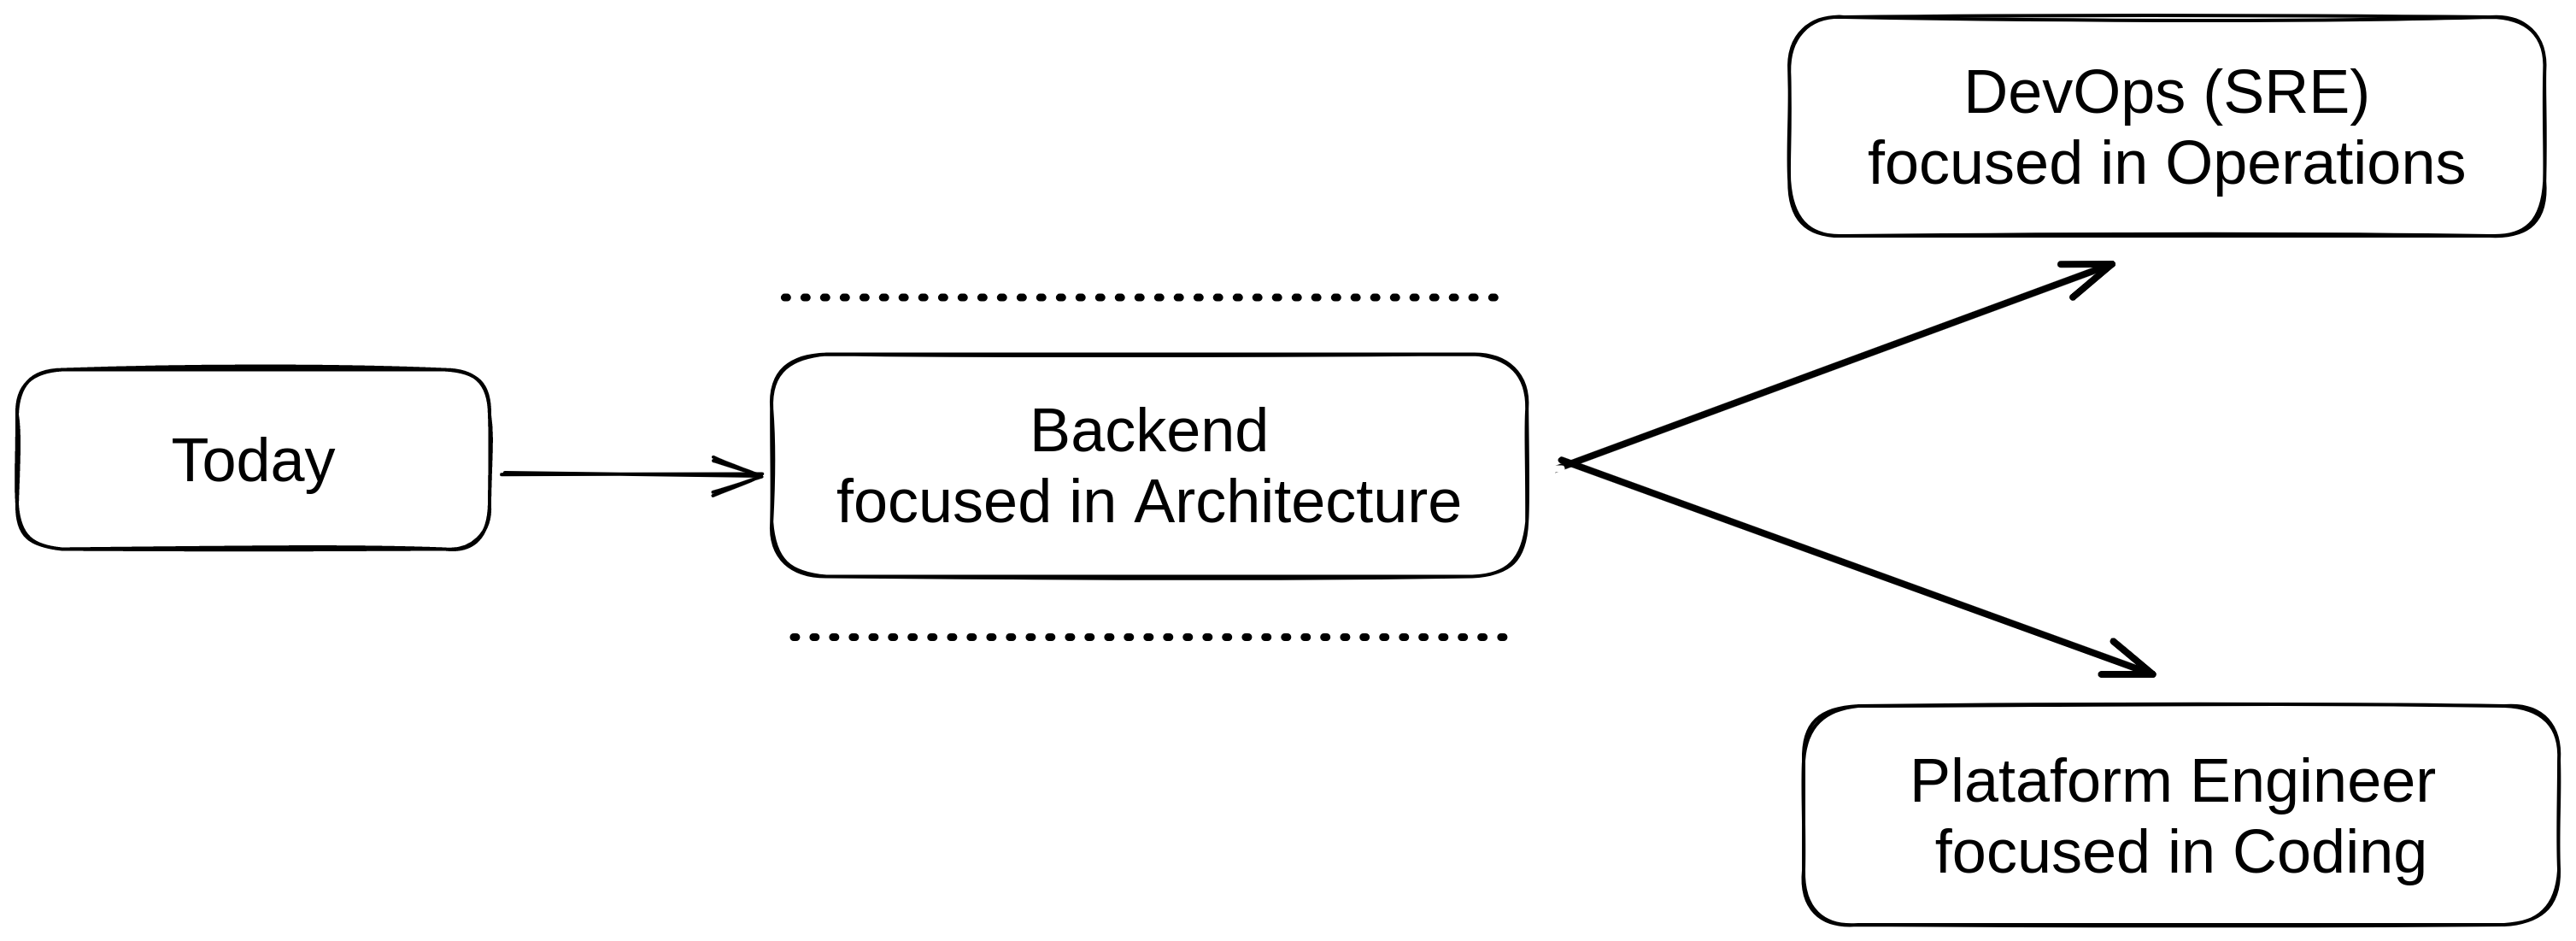 DevOps (SRE)
focused in Operations
Today
Backend
focused in Architecture
Plataform Engineer
focused in Coding